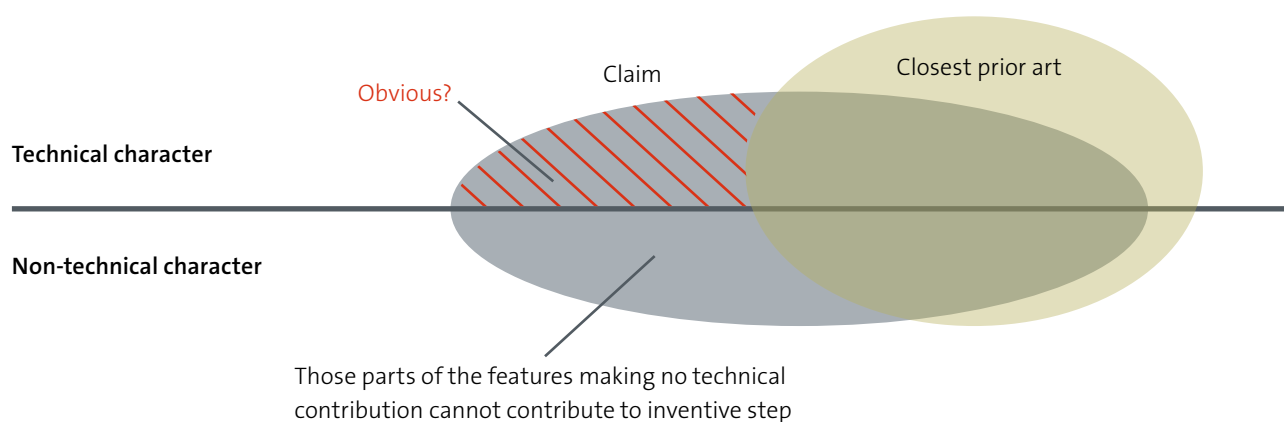 Claim
Closest prior art
Obvious?
Technical character
Non-technical character
Those parts of the features making no technical
contribution cannot contribute to inventive step